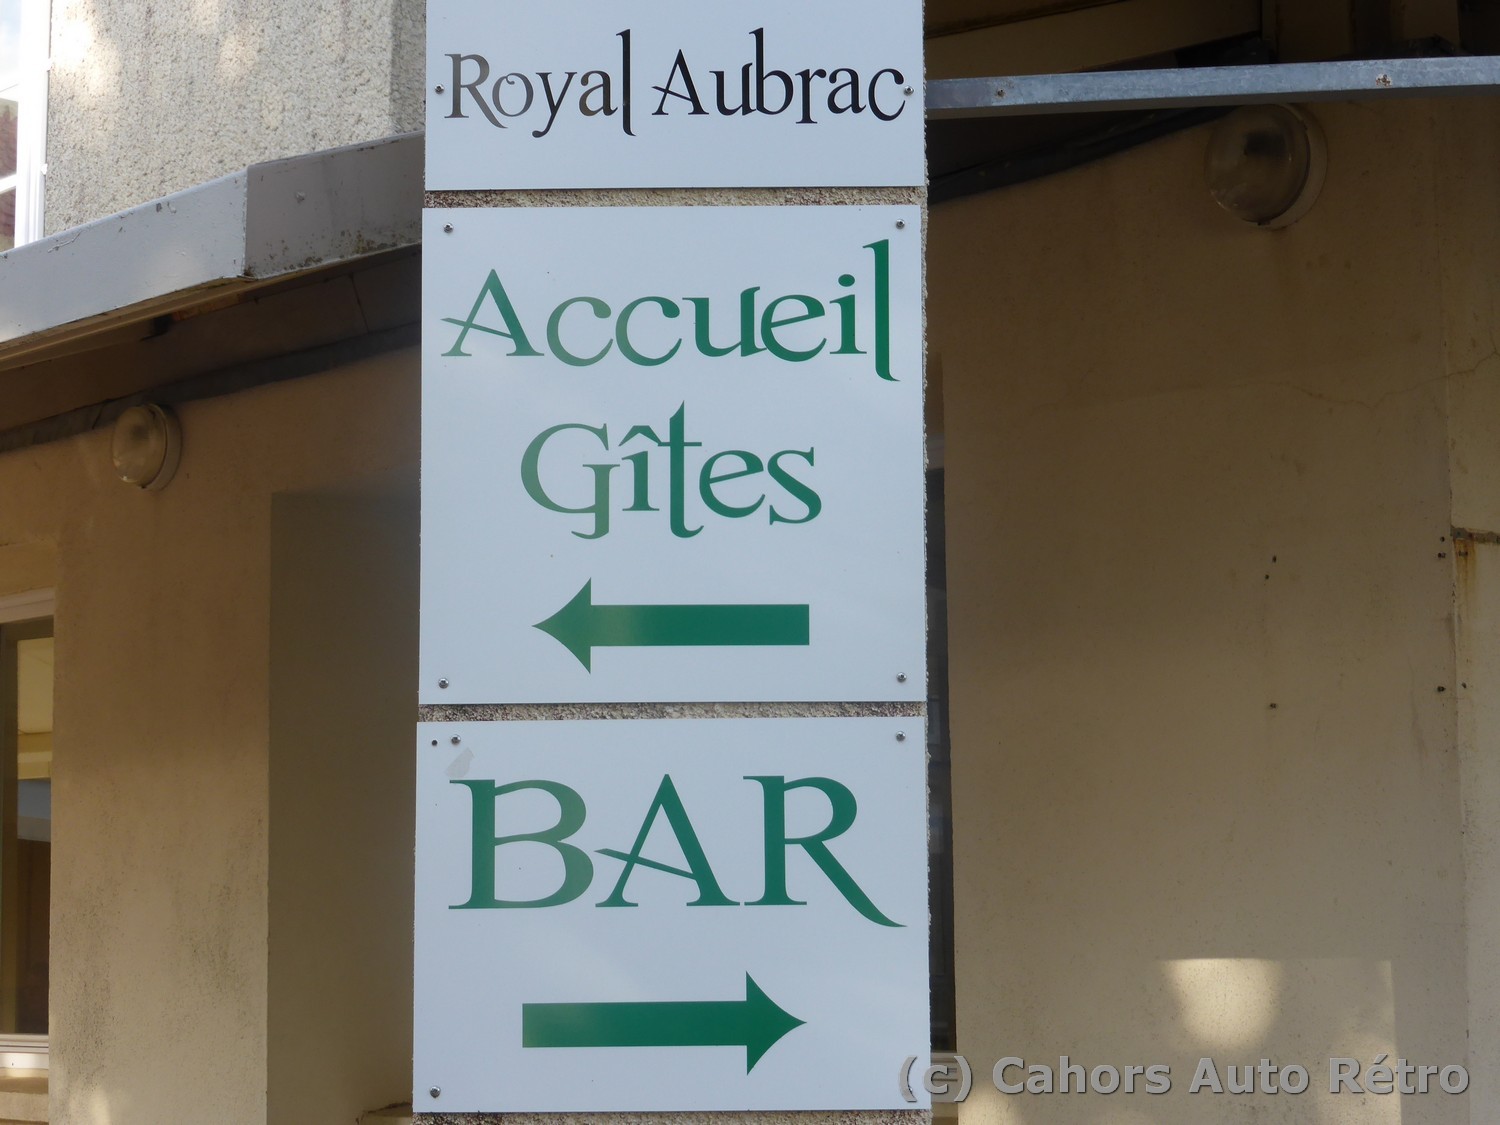 Royal Aubrac
Accueil
Gîtes
BAR
(c) Cahors Auto Rétro